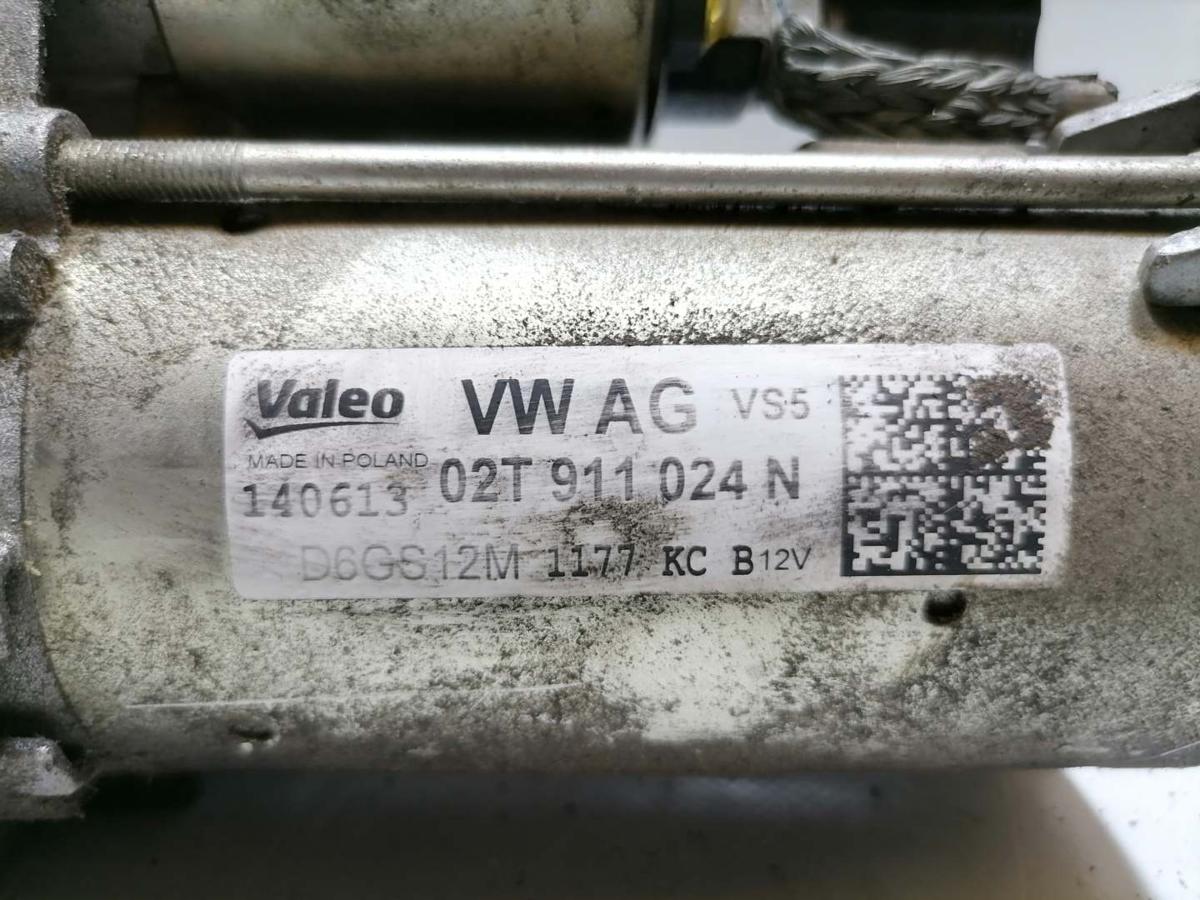 Valeo VW AG VS5
MADE IN POLAND 02T 911 024 N
140613
D6GS12M 1177 KC B 12V